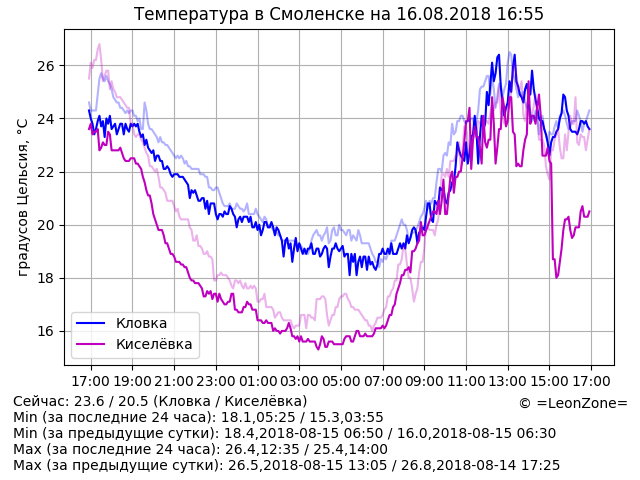 Температура в Смоленске на 16.08.2018 16:55
градусов Цельсия, °C
26
24
22
20
18
16
Кловка
Киселёвка
17:00 19:00 21:00 23:00 01:00 03:00 05:00 07:00 09:00 11:00 13:00 15:00 17:00
Сейчас: 23.6 / 20.5 (Кловка / Киселёвка)
© =LeonZone=
Min (за последние 24 часа): 18.1,05:25 / 15.3,03:55
Min (за предыдущие сутки): 18.4,2018-08-15 06:50 / 16.0,2018-08-15 06:30
Max (за последние 24 часа): 26.4,12:35 / 25.4,14:00
Max (за предыдущие сутки): 26.5,2018-08-15 13:05 / 26.8,2018-08-14 17:25